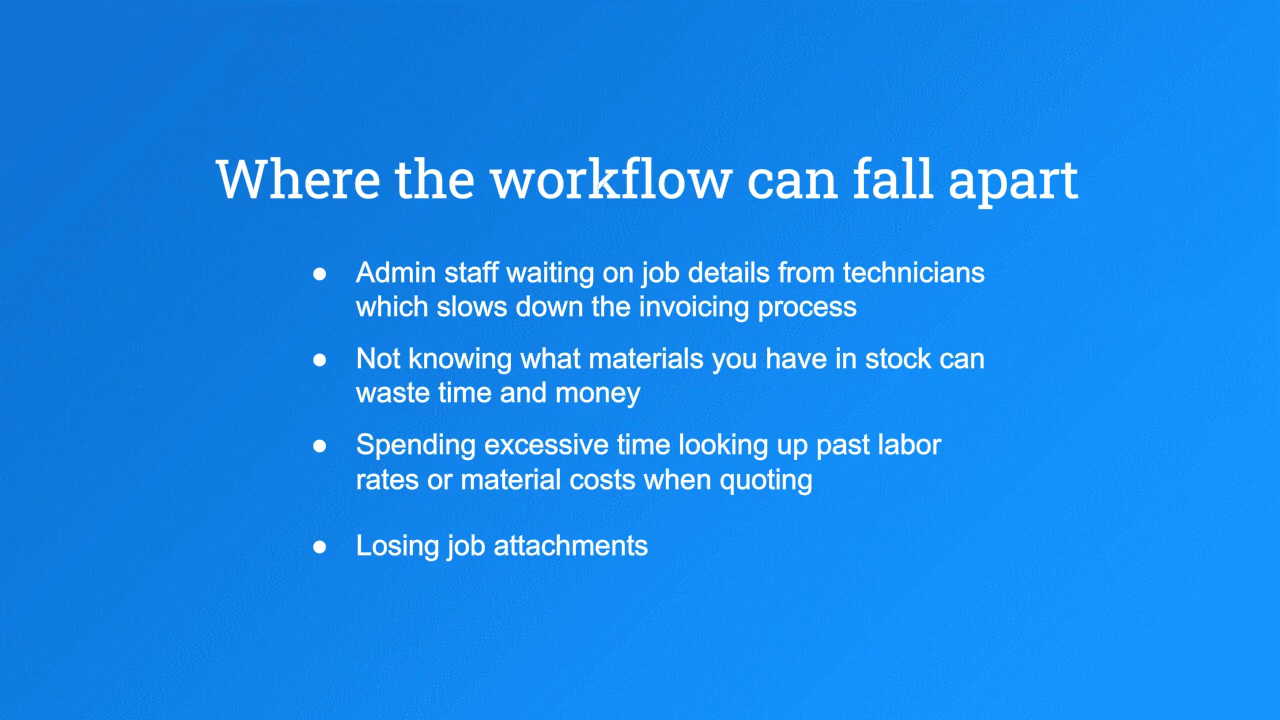 Where the workflow can fall apart
● Admin staff waiting on job details from technicians
which slows down the invoicing process
● Not knowing what materials you have in stock can
waste time and money
● Spending excessive time looking up past labor
rates or material costs when quoting
● Losing job attachments